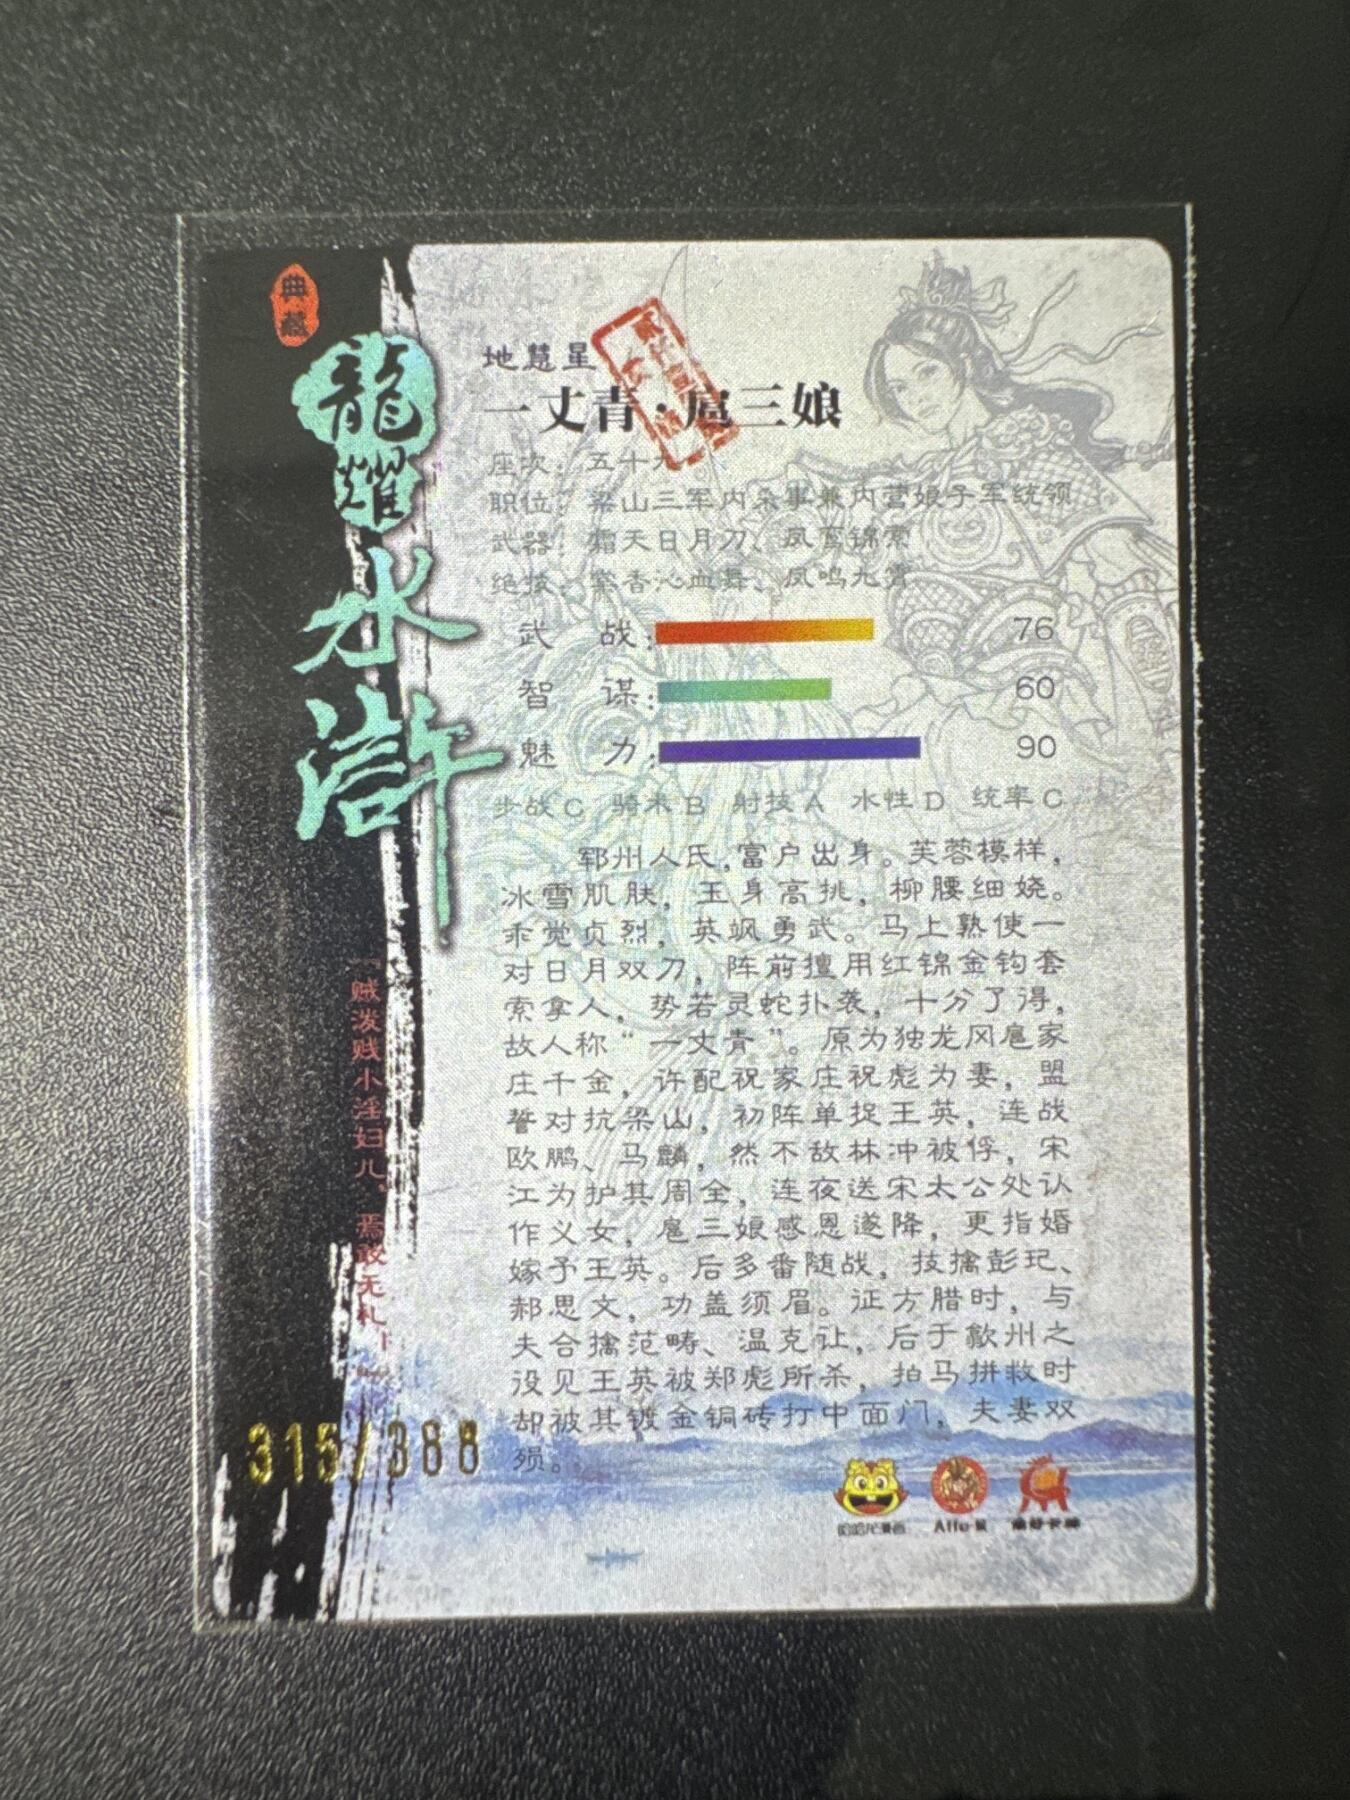 典藏
龍耀
水滸
地慧星
一丈青·扈三娘
座次：五十九
职位：梁山三军内采事兼内营娘子军统领
武器：霜天日月刀、凤鸾锦索
绝技：  香沁血舞、凤鸣九霄
武 战： 76
智 谋： 60
魅 力： 90
步战C 骑术B 射技A 水性D 统率C
郓州人氏，富户出身。芙蓉模样，
冰雪肌肤，玉身高挑，柳腰细娆。
乖觉贞烈，英飒勇武。马上熟使一
对日月双刀，阵前擅用红锦金钩套
索拿人，势若灵蛇扑袭，十分了得，
故人称“一丈青”。原为独龙冈扈家
庄千金，许配祝家庄祝彪为妻，盟
誓对抗梁山，初阵单捉王英，连战
欧鹏、马麟，然不敌林冲被俘，宋
江为护其周全，连夜送宋太公处认
作义女，扈三娘感恩遂降，更指婚
嫁予王英。后多番随战，技擒彭玘、
郝思文，功盖须眉。征方腊时，与
夫合擒范畴、温克让，后于歙州之
役见王英被郑彪所杀，拍马拼救时
却被其镀金铜砖打中面门，夫妻双
殒。
「贼泼贱小淫妇儿，焉敢无礼！」
315/388